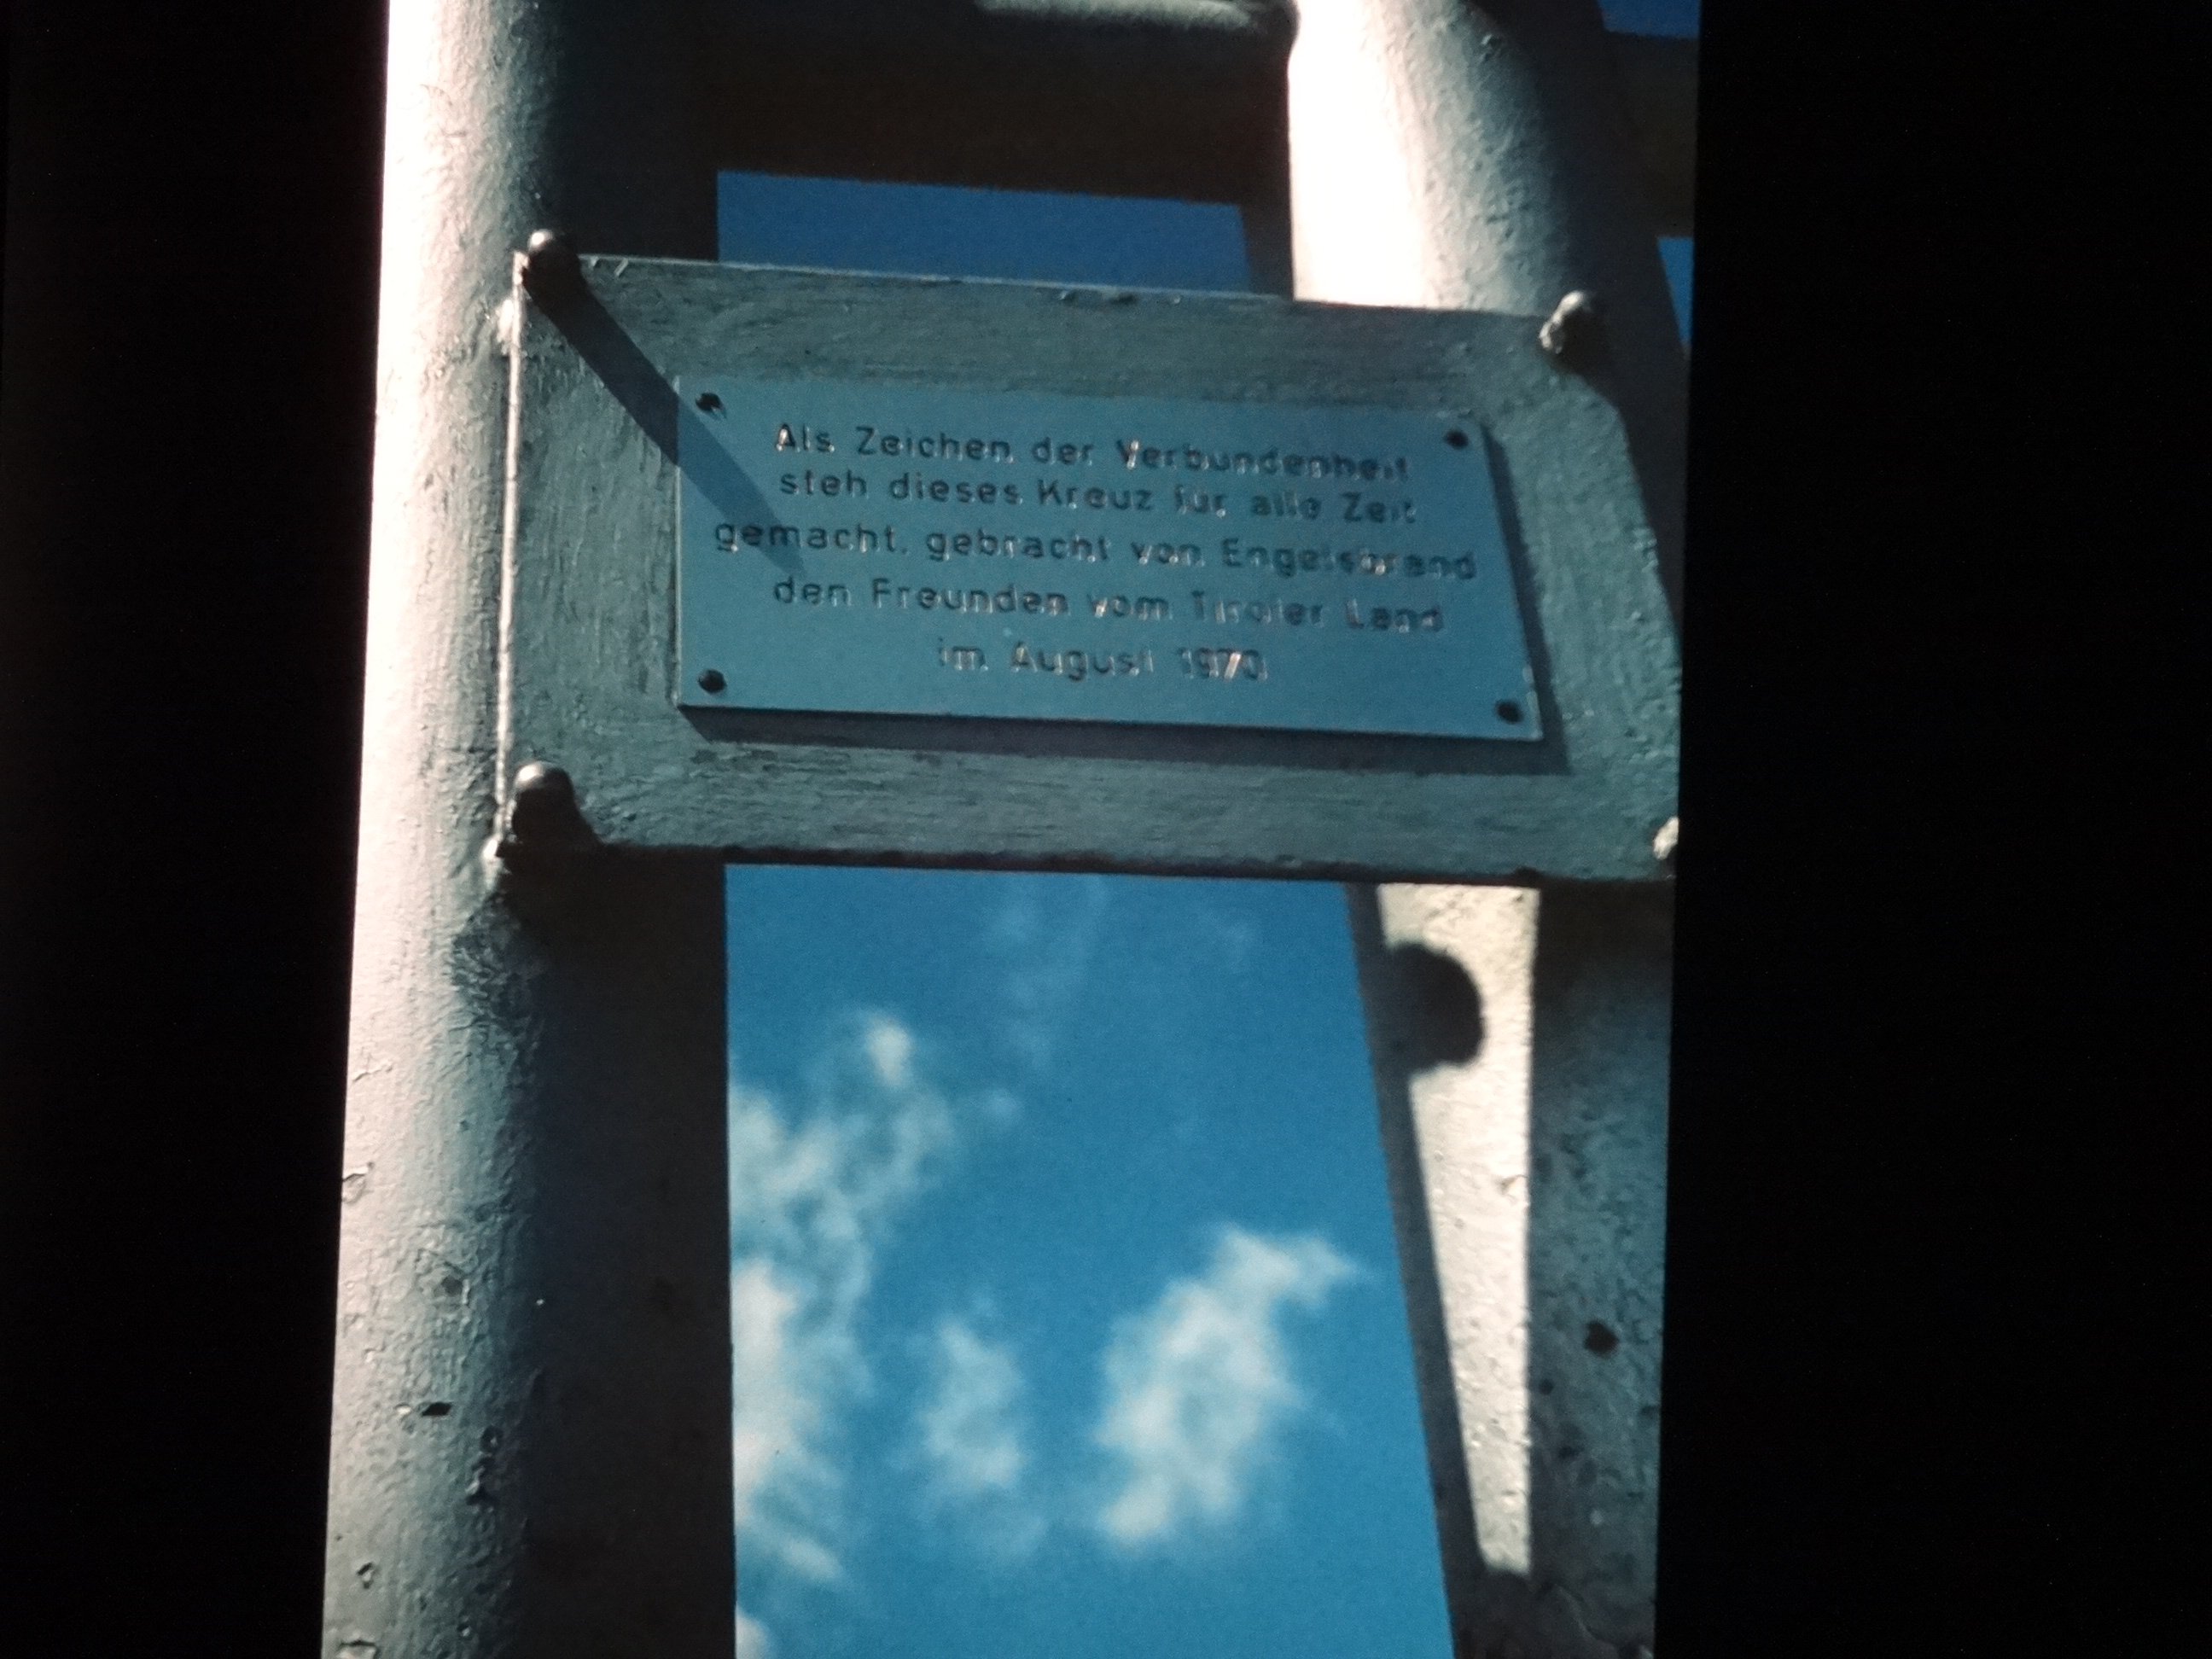 Als Zeichen der Verbundenheit
steh dieses Kreuz für alle Zeit
gemacht, gebracht von Engelsbrand
den Freunden vom Tiroler Land
im August 1970